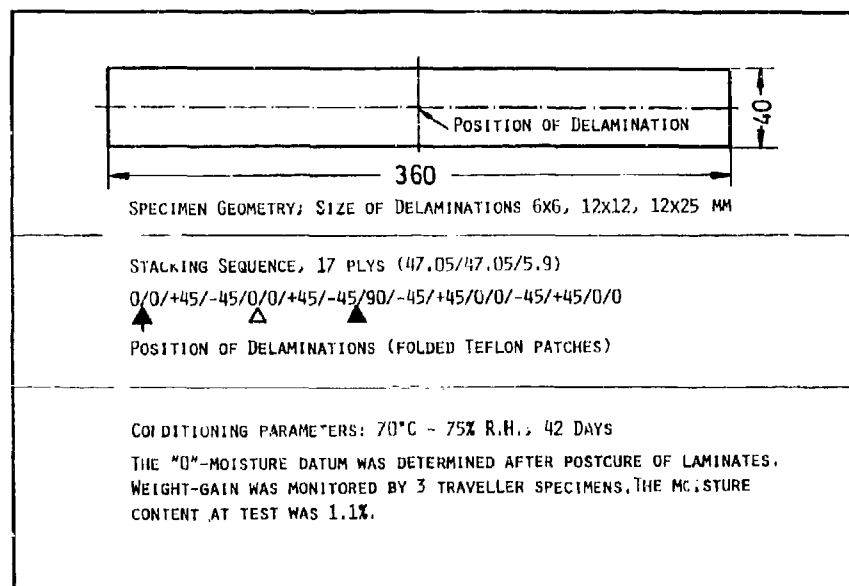 POSITION OF DELAMINATION
40
360
SPECIMEN GEOMETRY; SIZE OF DELAMINATIONS 6X6, 12X12, 12X25 MM
STACKING SEQUENCE, 17 PLYS (47.05/47.05/5.9)
0/0/+45/-45/0/0/+45/-45/90/-45/+45/0/0/-45/+45/0/0
POSITION OF DELAMINATIONS (FOLDED TEFLON PATCHES)
CONDITIONING PARAMETERS: 70°C - 75% R.H., 42 DAYS
THE "0"-MOISTURE DATUM WAS DETERMINED AFTER POSTCURE OF LAMINATES.
WEIGHT-GAIN WAS MONITORED BY 3 TRAVELLER SPECIMENS. THE MOISTURE
CONTENT AT TEST WAS 1.1%.